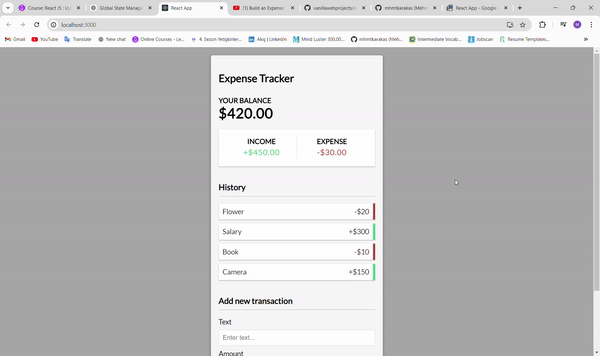 Course: React JS : U
Global State Manag
React App
(1) Build an Expense
vanillawebprojects
mhmtkarakas (Meh
React App - Google
localhost:3000
Gmail
YouTube
Translate
New chat
Online Courses - Le...
4. Sezon Yetişkinler...
Akış | LinkedIn
Mind Luster 300,00...
mhmtkarakas (Meh...
Intermediate Vocab...
Jobscan
Resume Templates...
Expense Tracker
YOUR BALANCE
$420.00
INCOME EXPENSE
+$450.00 -$30.00
History
Flower -$20
Salary +$300
Book -$10
Camera +$150
Add new transaction
Text
Enter text...
Amount